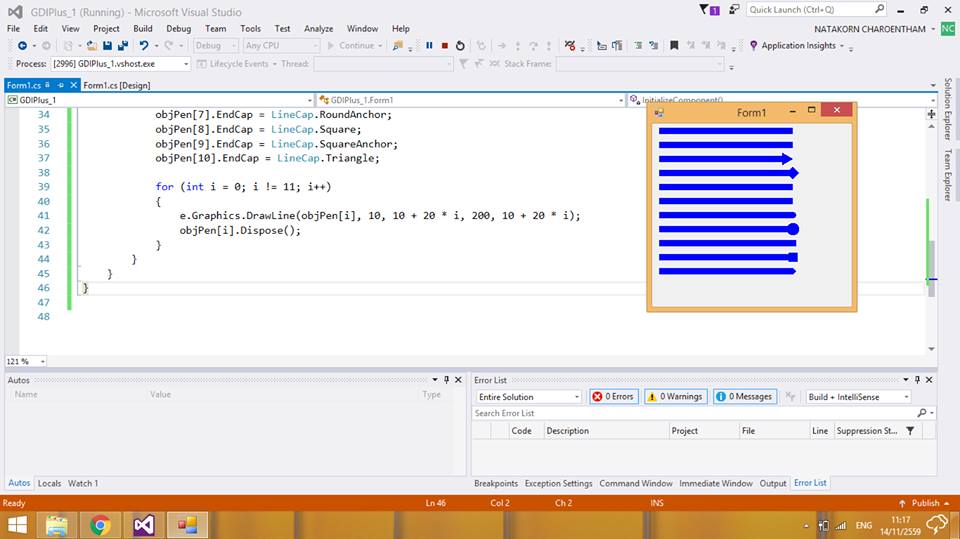 GDIPlus_1 (Running) - Microsoft Visual Studio
1
Quick Launch (Ctrl+Q)
File Edit View Project Build Debug Team Tools Test Analyze Window Help
NATAKORN CHAROENTHAM NC
Debug Any CPU Continue Application Insights
Process: [2996] GDIPlus_1.vshost.exe Lifecycle Events Thread: Stack Frame:
Form1.cs Form1.cs [Design]
GDIPlus_1 GDIPlus_1.Form1 InitializeComponent()
34 objPen[7].EndCap = LineCap.RoundAnchor;
35 objPen[8].EndCap = LineCap.Square;
36 objPen[9].EndCap = LineCap.SquareAnchor;
37 objPen[10].EndCap = LineCap.Triangle;
38
39 for (int i = 0; i != 11; i++)
40 {
41 e.Graphics.DrawLine(objPen[i], 10, 10 + 20 * i, 200, 10 + 20 * i);
42 objPen[i].Dispose();
43 }
44 }
45 }
46 }
47
48
Form1
Solution Explorer
Team Explorer
121 %
Autos
Name Value Type
Autos Locals Watch 1
Error List
Entire Solution 0 Errors 0 Warnings 0 Messages Build + IntelliSense
Search Error List
Code Description Project File Line Suppression St...
Breakpoints Exception Settings Command Window Immediate Window Output Error List
Ready Ln 46 Col 2 Ch 2 INS Publish
11:17
14/11/2559